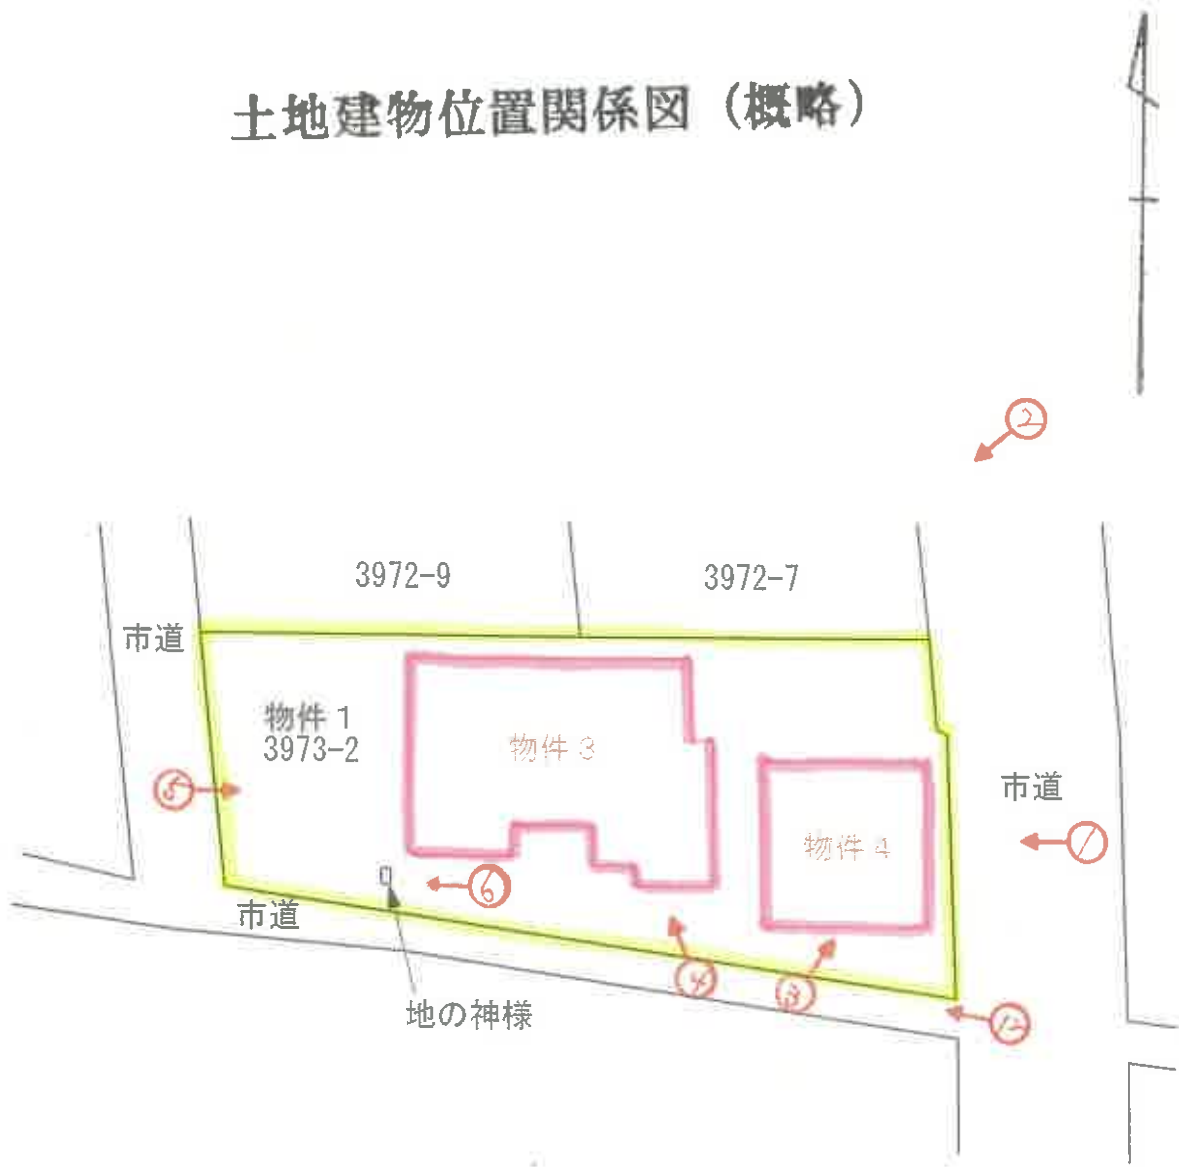 土地建物位置関係図（概略）
②
3972-9
3972-7
市道
物件１
3973-2
物件３
⑤
市道
物件４
①
⑥
市道
④
③
地の神様
⑫